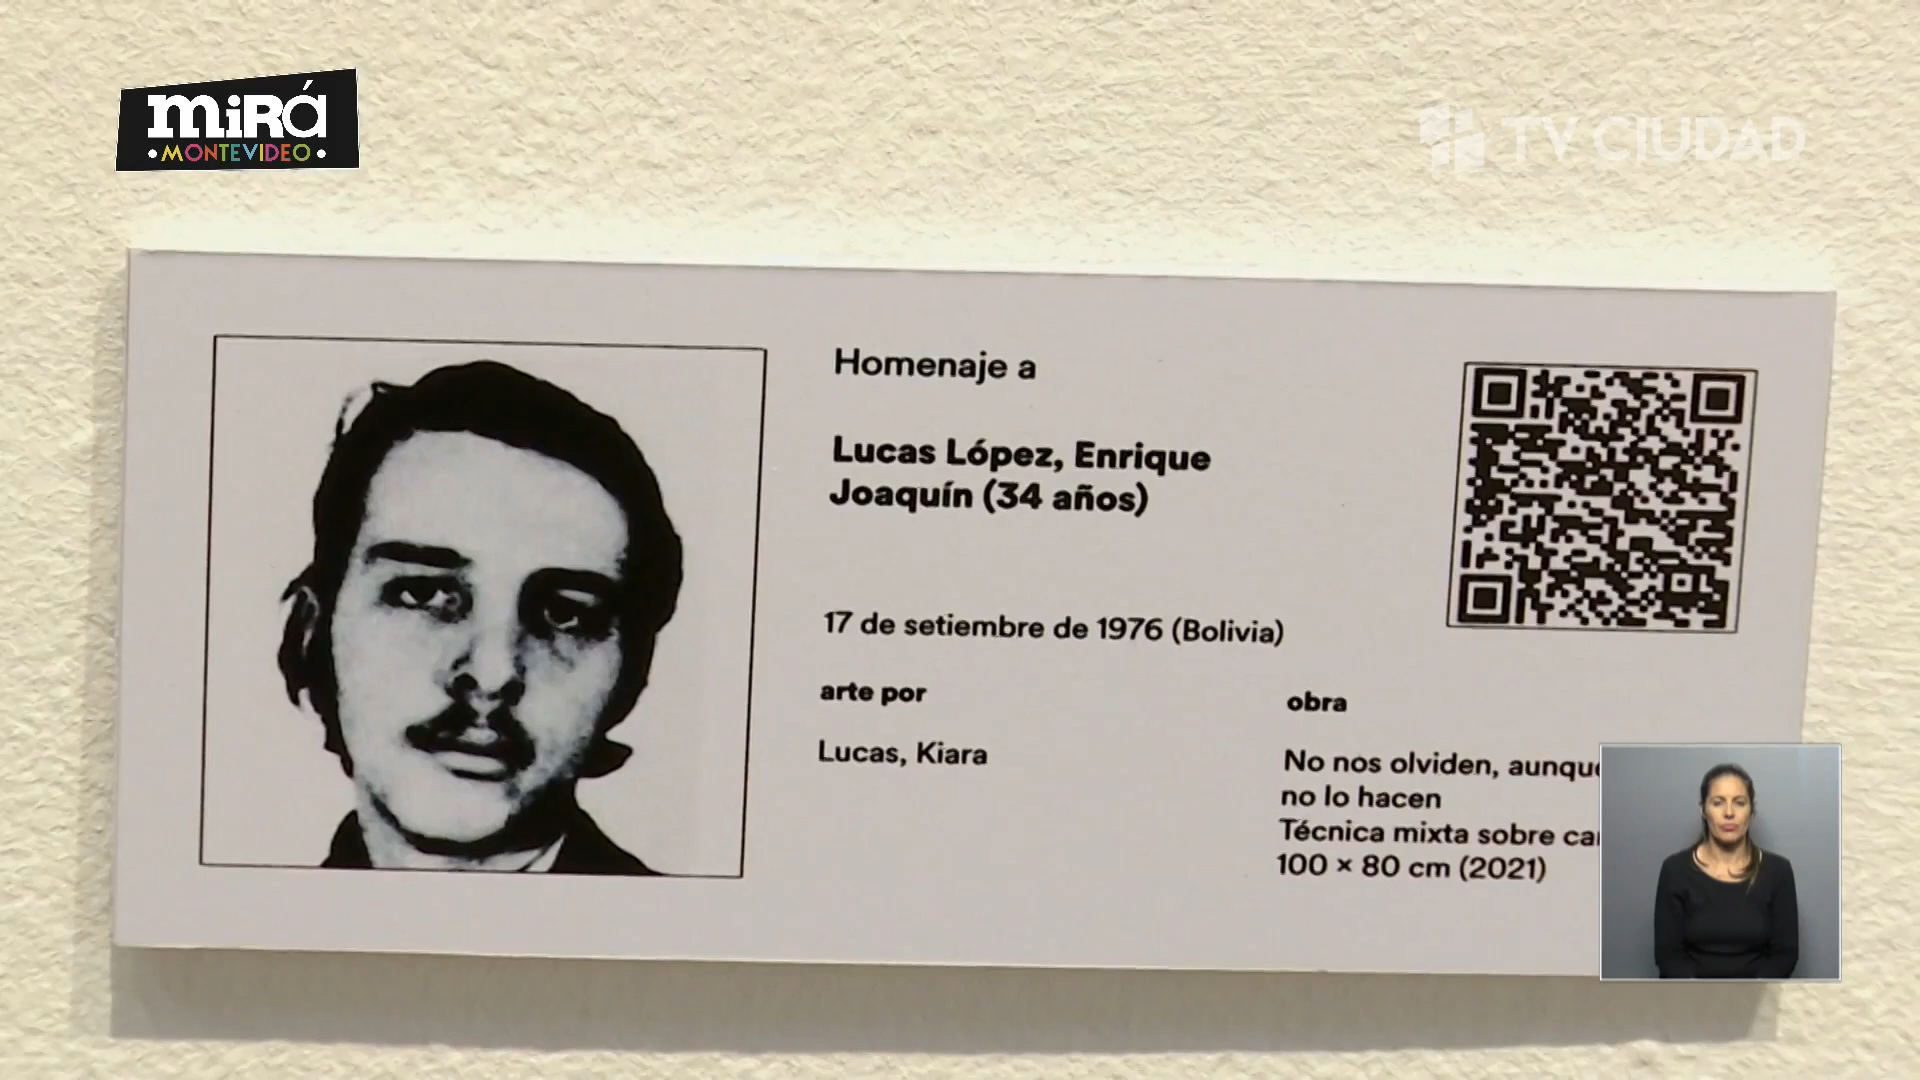 MiRÁ
•MONTEVIDEO•
TV CIUDAD
Homenaje a
Lucas López, Enrique
Joaquín (34 años)
17 de setiembre de 1976 (Bolivia)
arte por
Lucas, Kiara
obra
No nos olviden, aunque
no lo hacen
Técnica mixta sobre
100 × 80 cm (2021)